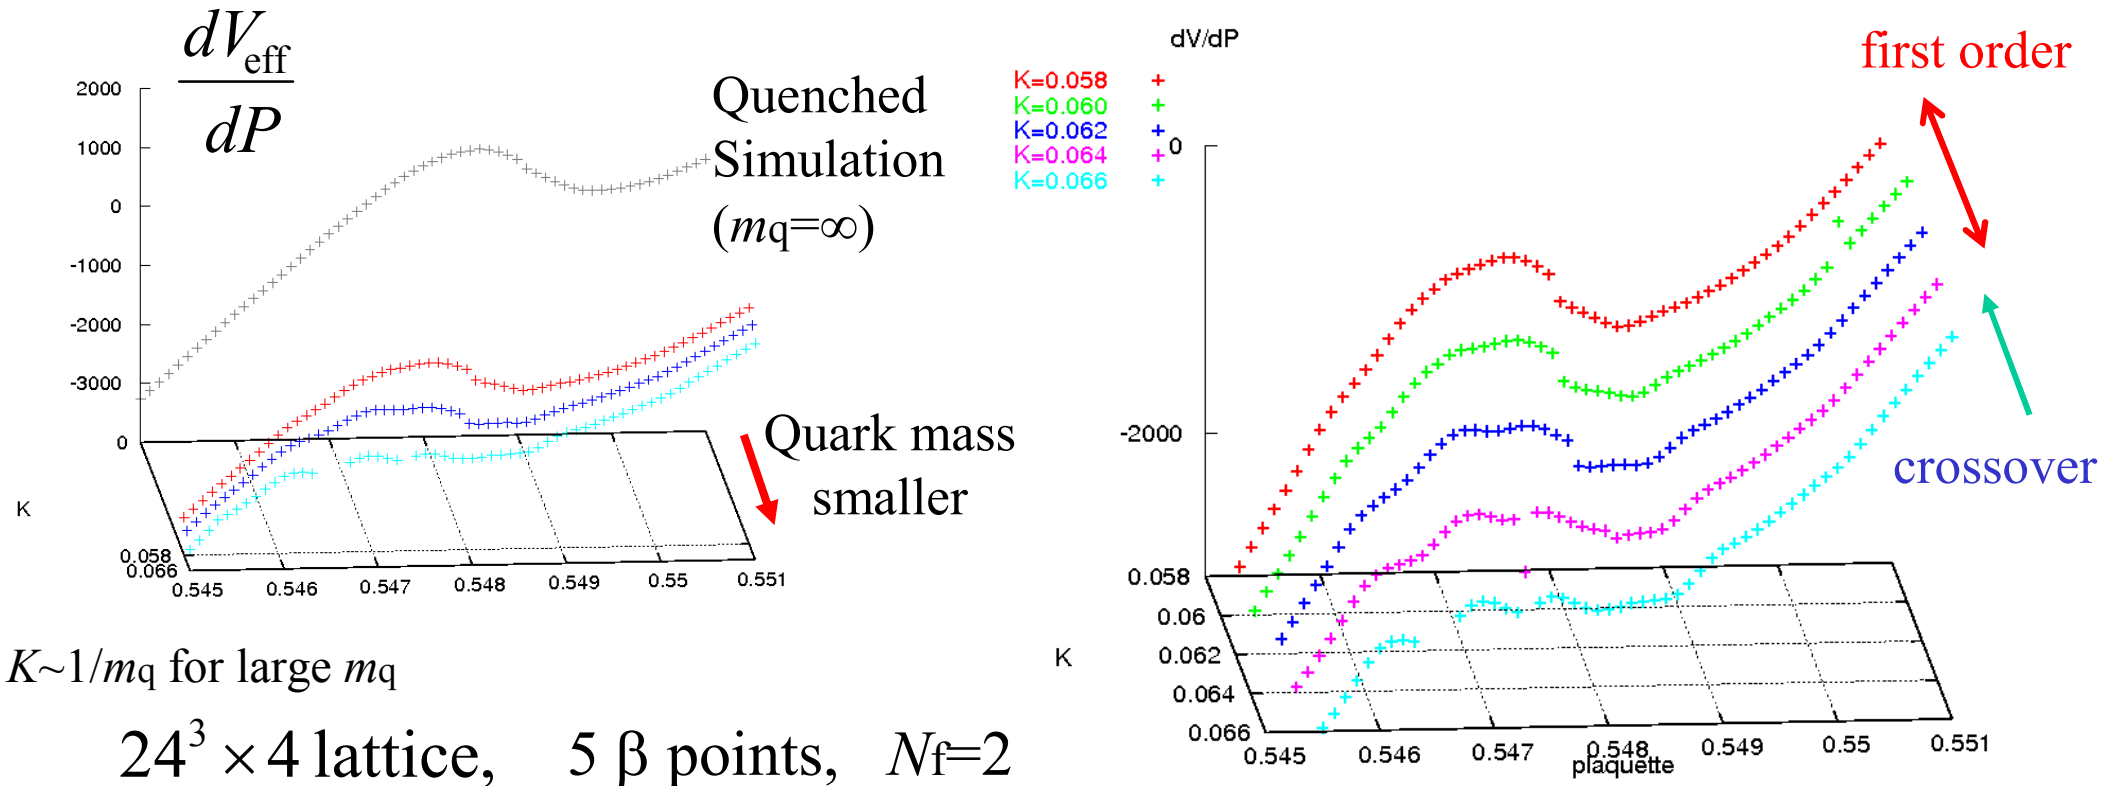 dVeff
dP
2000
1000
0
-1000
-2000
-3000
0
K
0.058
0.066
0.545
0.546
0.547
0.548
0.549
0.55
0.551
Quenched
Simulation
(mq=∞)
Quark mass
smaller
K~1/mq for large mq
24³ × 4 lattice, 5 β points, Nf=2
dV/dP
K=0.058
K=0.060
K=0.062
K=0.064
K=0.066
0
-2000
0.058
0.06
0.062
0.064
0.066
K
0.545
0.546
0.547
0.548
0.549
0.55
0.551
plaquette
first order
crossover